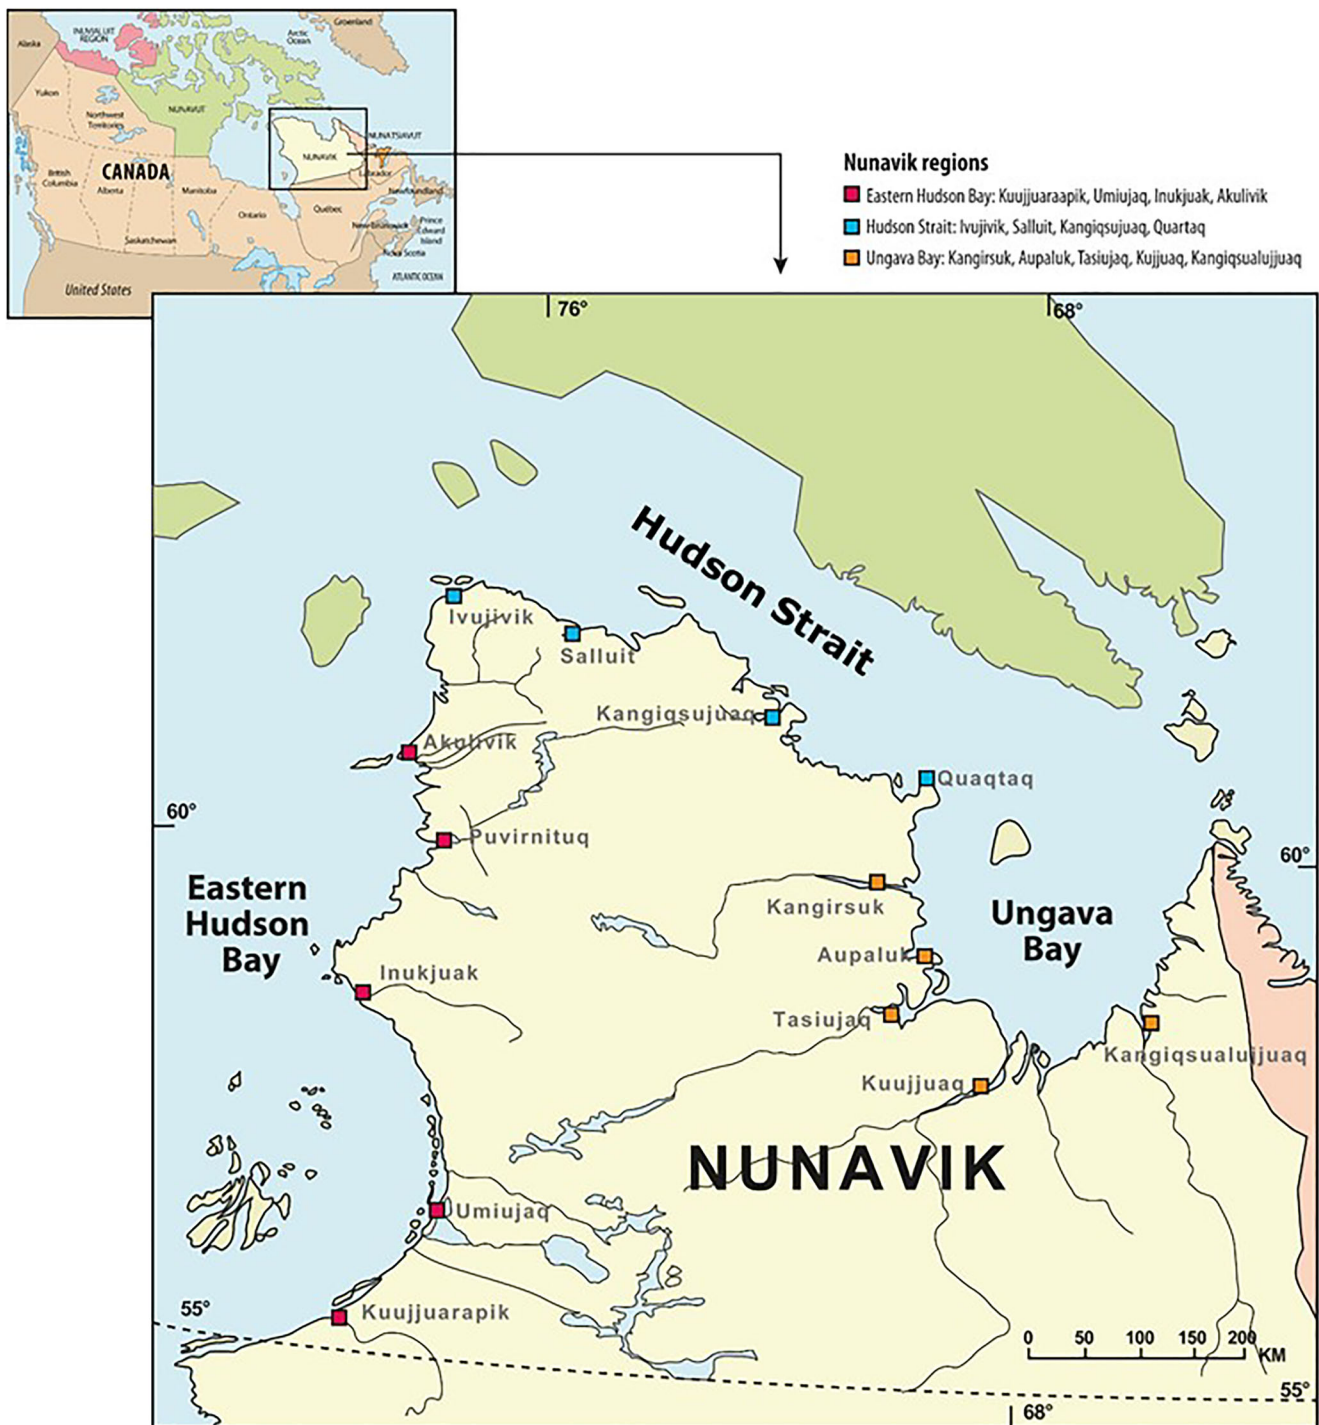 Alaska
INUVIALUIT
REGION
Arctic
Ocean
Groenland
Yukon
Northwest
Territories
NUNAVUT
NUNATSIAVUT
NUNAVIK
CANADA
British
Columbia
Alberta
Manitoba
Labrador
Newfoundland
Ontario
Québec
New-Brunswick
Prince
Edward
Island
Saskatchewan
Nova Scotia
ATLANTIC OCEAN
United States
Nunavik regions
Eastern Hudson Bay: Kuujjuaraapik, Umiujaq, Inukjuak, Akulivik
Hudson Strait: Ivujivik, Salluit, Kangiqsujuaq, Quartaq
Ungava Bay: Kangirsuk, Aupaluk, Tasiujaq, Kujjuaq, Kangiqsualujjuaq
76°
68°
Hudson Strait
Ivujivik
Salluit
Kangiqsujuaq
Akulivik
Quaqtaq
60°
Puvirnituq
60°
Eastern
Hudson
Bay
Kangirsuk
Ungava
Bay
Aupaluk
Inukjuak
Tasiujaq
Kangiqsualujjuaq
Kuujjuaq
NUNAVIK
Umiujaq
55°
Kuujjuarapik
0 50 100 150 200
KM
55°
68°